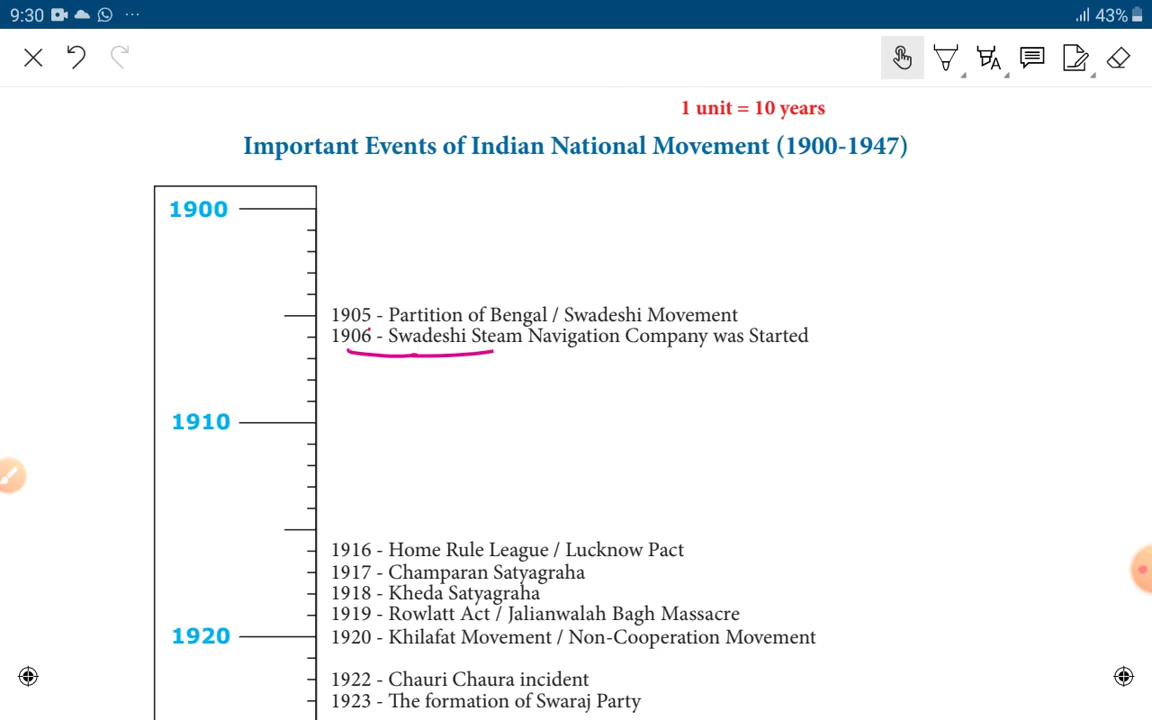 9:30 ··· 43%
1 unit = 10 years
Important Events of Indian National Movement (1900-1947)
1900
1905 - Partition of Bengal / Swadeshi Movement
1906 - Swadeshi Steam Navigation Company was Started
1910
1916 - Home Rule League / Lucknow Pact
1917 - Champaran Satyagraha
1918 - Kheda Satyagraha
1919 - Rowlatt Act / Jalianwalah Bagh Massacre
1920
1920 - Khilafat Movement / Non-Cooperation Movement
1922 - Chauri Chaura incident
1923 - The formation of Swaraj Party